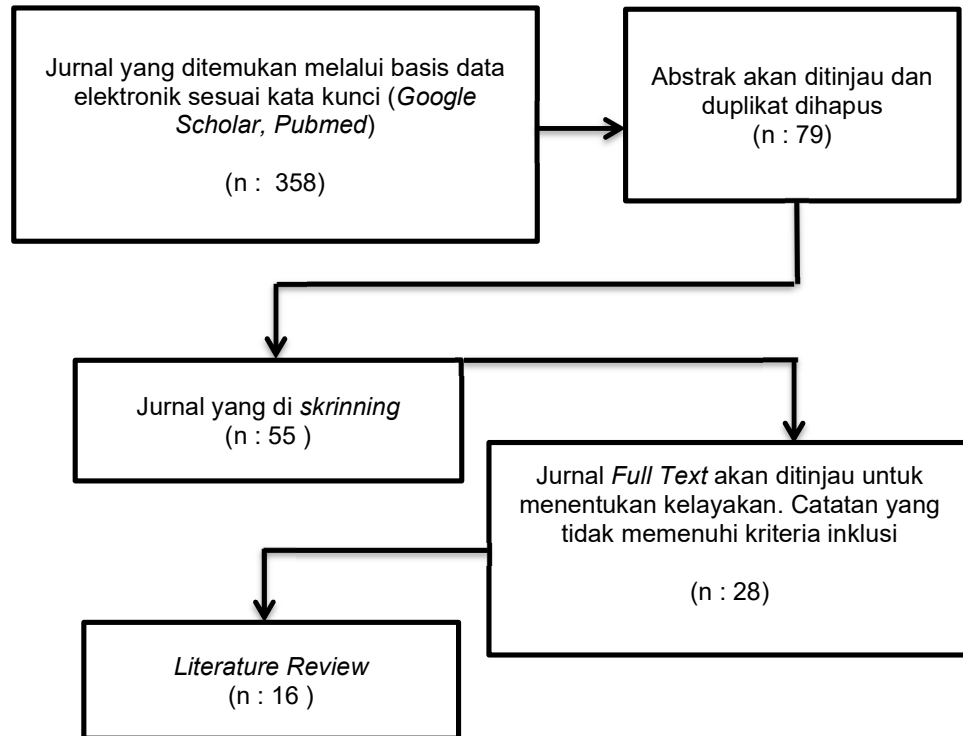 Jurnal yang ditemukan melalui basis data
elektronik sesuai kata kunci (Google
Scholar, Pubmed)
(n : 358)
Abstrak akan ditinjau dan
duplikat dihapus
(n : 79)
Jurnal yang di skrinning
(n : 55 )
Jurnal Full Text akan ditinjau untuk
menentukan kelayakan. Catatan yang
tidak memenuhi kriteria inklusi
(n : 28)
Literature Review
(n : 16 )